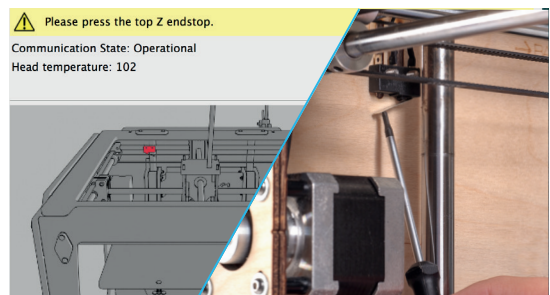 Please press the top Z endstop.
Communication State: Operational
Head temperature: 102